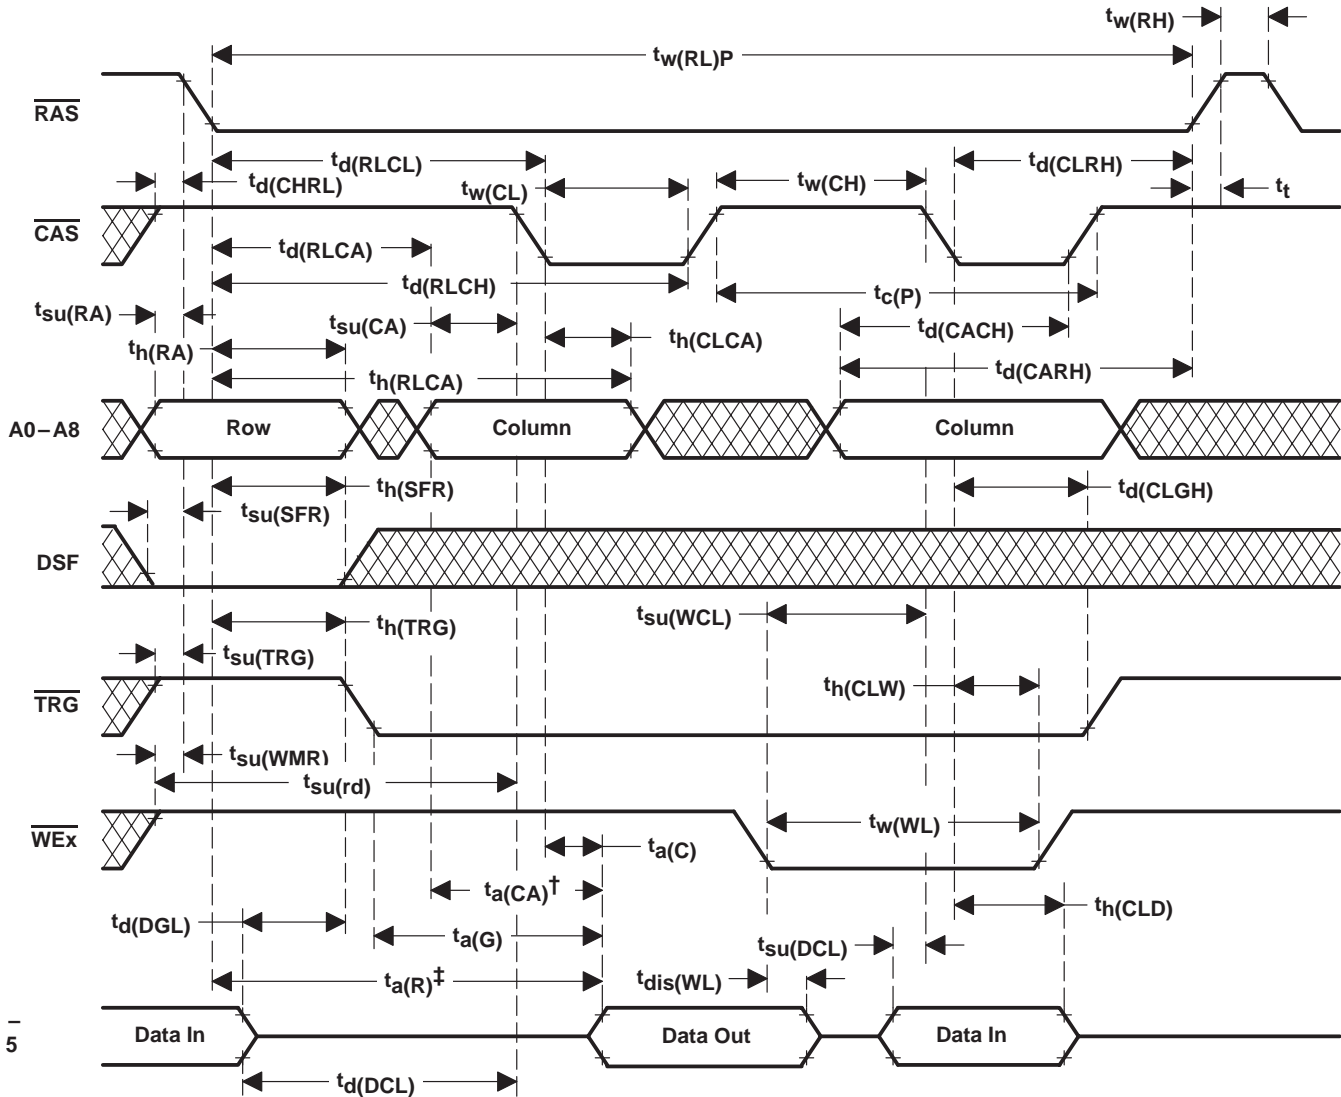 tw(RH)
tw(RL)P
RAS
td(RLCL)
td(CLRH)
td(CHRL)
tw(CL)
tw(CH)
tt
CAS
td(RLCA)
td(RLCH)
tc(P)
tsu(RA)
tsu(CA)
td(CACH)
th(RA)
th(CLCA)
td(CARH)
th(RLCA)
A0–A8
Row
Column
Column
th(SFR)
td(CLGH)
tsu(SFR)
DSF
tsu(WCL)
th(TRG)
tsu(TRG)
th(CLW)
TRG
tsu(WMR)
tsu(rd)
WEx
tw(WL)
ta(C)
ta(CA)†
th(CLD)
td(DGL)
ta(G)
tsu(DCL)
ta(R)‡
tdis(WL)
–
5
Data In
Data Out
Data In
td(DCL)